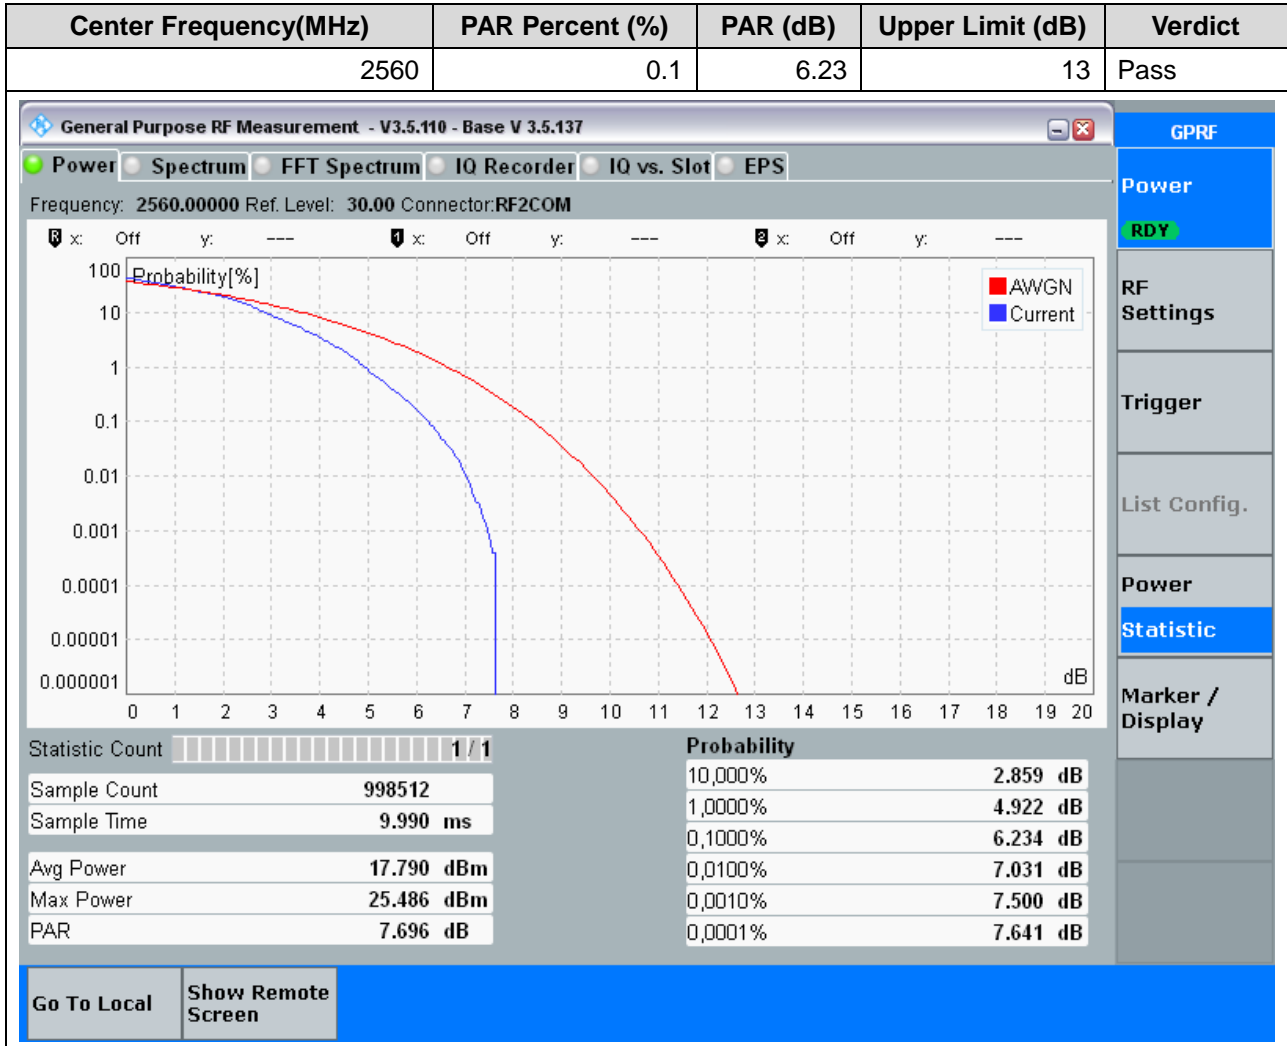 Center Frequency(MHz) PAR Percent (%) PAR (dB) Upper Limit (dB) Verdict
2560 0.1 6.23 13 Pass
General Purpose RF Measurement - V3.5.110 - Base V 3.5.137
GPRF
Power Spectrum FFT Spectrum IQ Recorder IQ vs. Slot EPS
Frequency: 2560.00000 Ref. Level: 30.00 Connector:RF2COM
R x: Off y: --- 1 x: Off y: --- 2 x: Off y: ---
Probability[%]
AWGN
Current
100
10
1
0.1
0.01
0.001
0.0001
0.00001
0.000001
dB
0 1 2 3 4 5 6 7 8 9 10 11 12 13 14 15 16 17 18 19 20
Statistic Count 1 / 1
Sample Count 998512
Sample Time 9.990 ms
Avg Power 17.790 dBm
Max Power 25.486 dBm
PAR 7.696 dB
Probability
10,000% 2.859 dB
1,0000% 4.922 dB
0,1000% 6.234 dB
0,0100% 7.031 dB
0,0010% 7.500 dB
0,0001% 7.641 dB
Power
RDY
RF
Settings
Trigger
List Config.
Power
Statistic
Marker /
Display
Go To Local
Show Remote
Screen